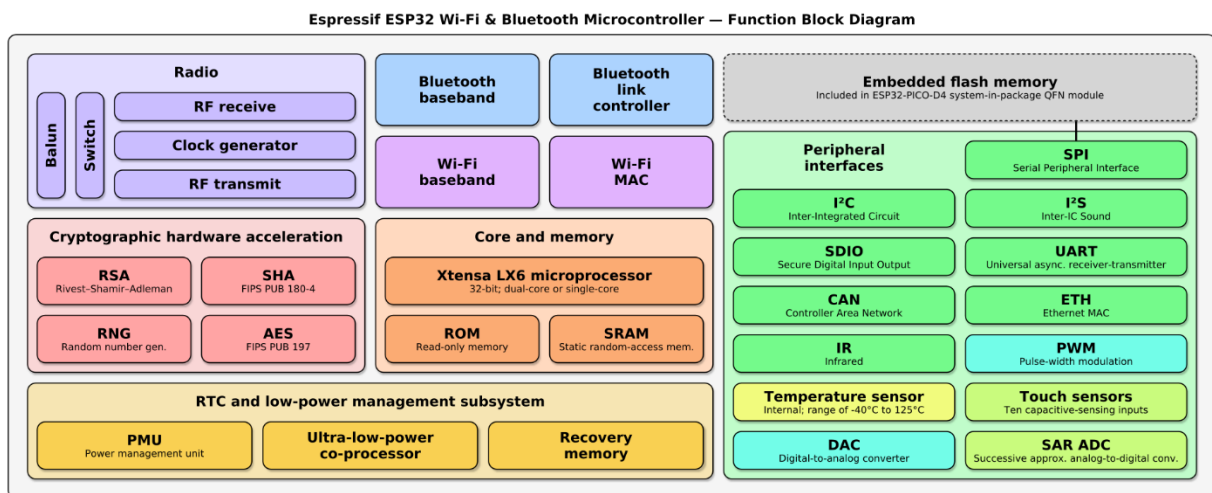 Espressif ESP32 Wi-Fi & Bluetooth Microcontroller — Function Block Diagram
Radio
Balun
Switch
RF receive
Clock generator
RF transmit
Bluetooth
baseband
Bluetooth
link
controller
Wi-Fi
baseband
Wi-Fi
MAC
Embedded flash memory
Included in ESP32-PICO-D4 system-in-package QFN module
Cryptographic hardware acceleration
RSA
Rivest–Shamir–Adleman
SHA
FIPS PUB 180-4
RNG
Random number gen.
AES
FIPS PUB 197
Core and memory
Xtensa LX6 microprocessor
32-bit; dual-core or single-core
ROM
Read-only memory
SRAM
Static random-access mem.
RTC and low-power management subsystem
PMU
Power management unit
Ultra-low-power
co-processor
Recovery
memory
Peripheral
interfaces
SPI
Serial Peripheral Interface
I²C
Inter-Integrated Circuit
I²S
Inter-IC Sound
SDIO
Secure Digital Input Output
UART
Universal async. receiver-transmitter
CAN
Controller Area Network
ETH
Ethernet MAC
IR
Infrared
PWM
Pulse-width modulation
Temperature sensor
Internal; range of -40°C to 125°C
Touch sensors
Ten capacitive-sensing inputs
DAC
Digital-to-analog converter
SAR ADC
Successive approx. analog-to-digital conv.